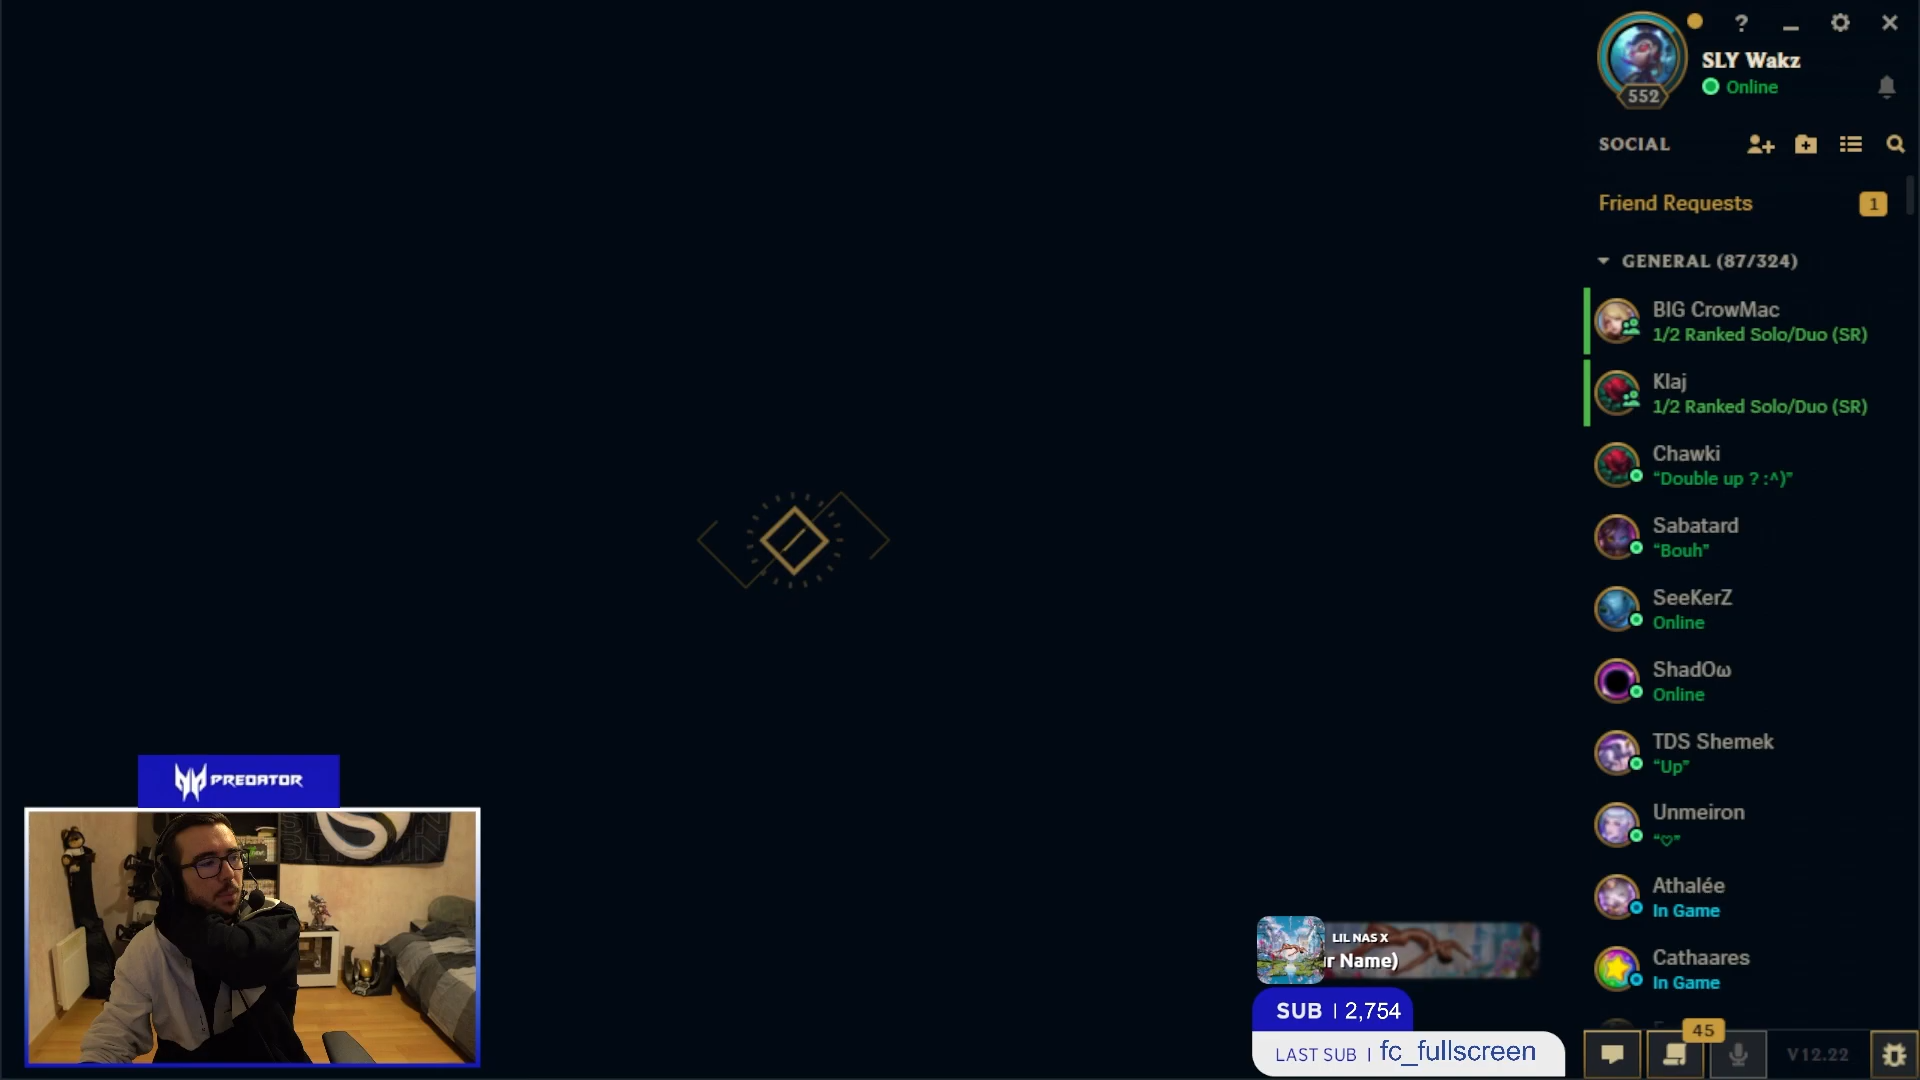 ?
SLY Wakz
552
Online
SOCIAL
Friend Requests
1
GENERAL (87/324)
BIG CrowMac
1/2 Ranked Solo/Duo (SR)
Klaj
1/2 Ranked Solo/Duo (SR)
Chawki
“Double up ? :^)”
Sabatard
“Bouh”
SeeKerZ
Online
ShadOω
Online
TDS Shemek
“Up”
Unmeiron
“♡”
Athalée
In Game
Cathaares
In Game
45
V12.22
PREDATOR
LIL NAS X
r Name)
SUB | 2,754
LAST SUB | fc_fullscreen